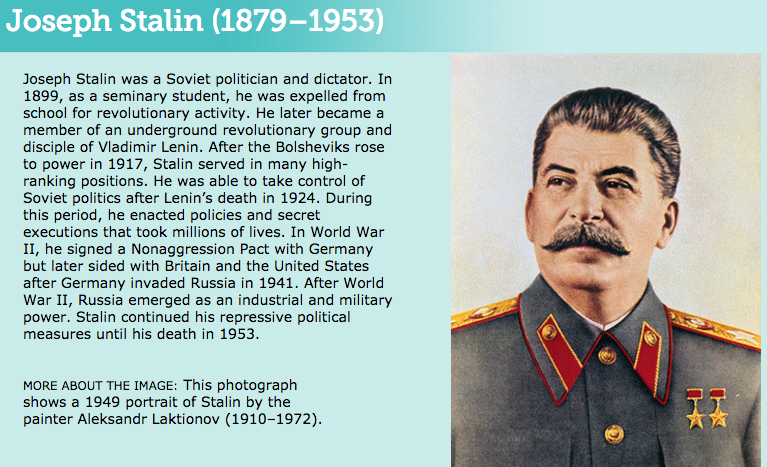 Joseph Stalin (1879–1953)
Joseph Stalin was a Soviet politician and dictator. In
1899, as a seminary student, he was expelled from
school for revolutionary activity. He later became a
member of an underground revolutionary group and
disciple of Vladimir Lenin. After the Bolsheviks rose
to power in 1917, Stalin served in many high-
ranking positions. He was able to take control of
Soviet politics after Lenin’s death in 1924. During
this period, he enacted policies and secret
executions that took millions of lives. In World War
II, he signed a Nonaggression Pact with Germany
but later sided with Britain and the United States
after Germany invaded Russia in 1941. After World
War II, Russia emerged as an industrial and military
power. Stalin continued his repressive political
measures until his death in 1953.
MORE ABOUT THE IMAGE: This photograph
shows a 1949 portrait of Stalin by the
painter Aleksandr Laktionov (1910–1972).